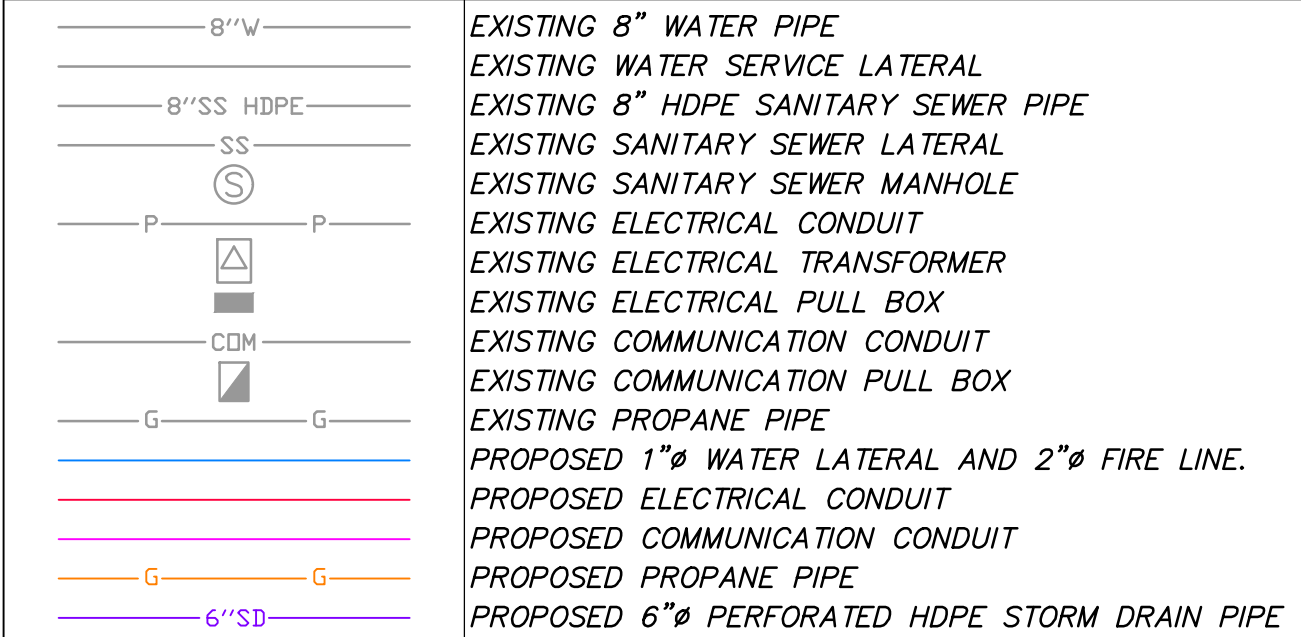 8''W EXISTING 8" WATER PIPE
EXISTING WATER SERVICE LATERAL
8''SS HDPE EXISTING 8" HDPE SANITARY SEWER PIPE
SS EXISTING SANITARY SEWER LATERAL
S EXISTING SANITARY SEWER MANHOLE
P P EXISTING ELECTRICAL CONDUIT
EXISTING ELECTRICAL TRANSFORMER
EXISTING ELECTRICAL PULL BOX
COM EXISTING COMMUNICATION CONDUIT
EXISTING COMMUNICATION PULL BOX
G G EXISTING PROPANE PIPE
PROPOSED 1"ø WATER LATERAL AND 2"ø FIRE LINE.
PROPOSED ELECTRICAL CONDUIT
PROPOSED COMMUNICATION CONDUIT
G G PROPOSED PROPANE PIPE
6''SD PROPOSED 6"ø PERFORATED HDPE STORM DRAIN PIPE